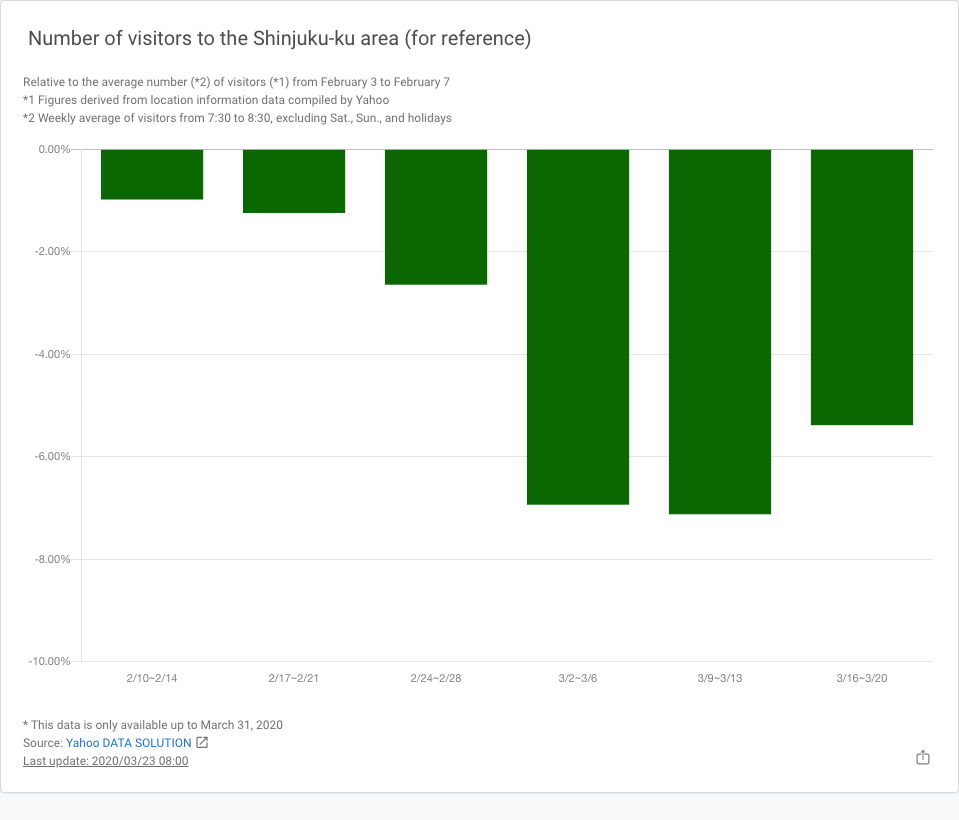 Number of visitors to the Shinjuku-ku area (for reference)
Relative to the average number (*2) of visitors (*1) from February 3 to February 7
*1 Figures derived from location information data compiled by Yahoo
*2 Weekly average of visitors from 7:30 to 8:30, excluding Sat., Sun., and holidays
0.00%
-2.00%
-4.00%
-6.00%
-8.00%
-10.00%
2/10~2/14 2/17~2/21 2/24~2/28 3/2~3/6 3/9~3/13 3/16~3/20
* This data is only available up to March 31, 2020
Source: Yahoo DATA SOLUTION
Last update: 2020/03/23 08:00